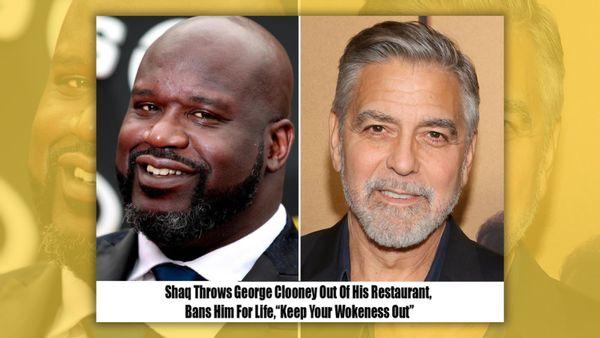 Shaq Throws George Clooney Out Of His Restaurant,
Bans Him For Life,“Keep Your Wokeness Out”